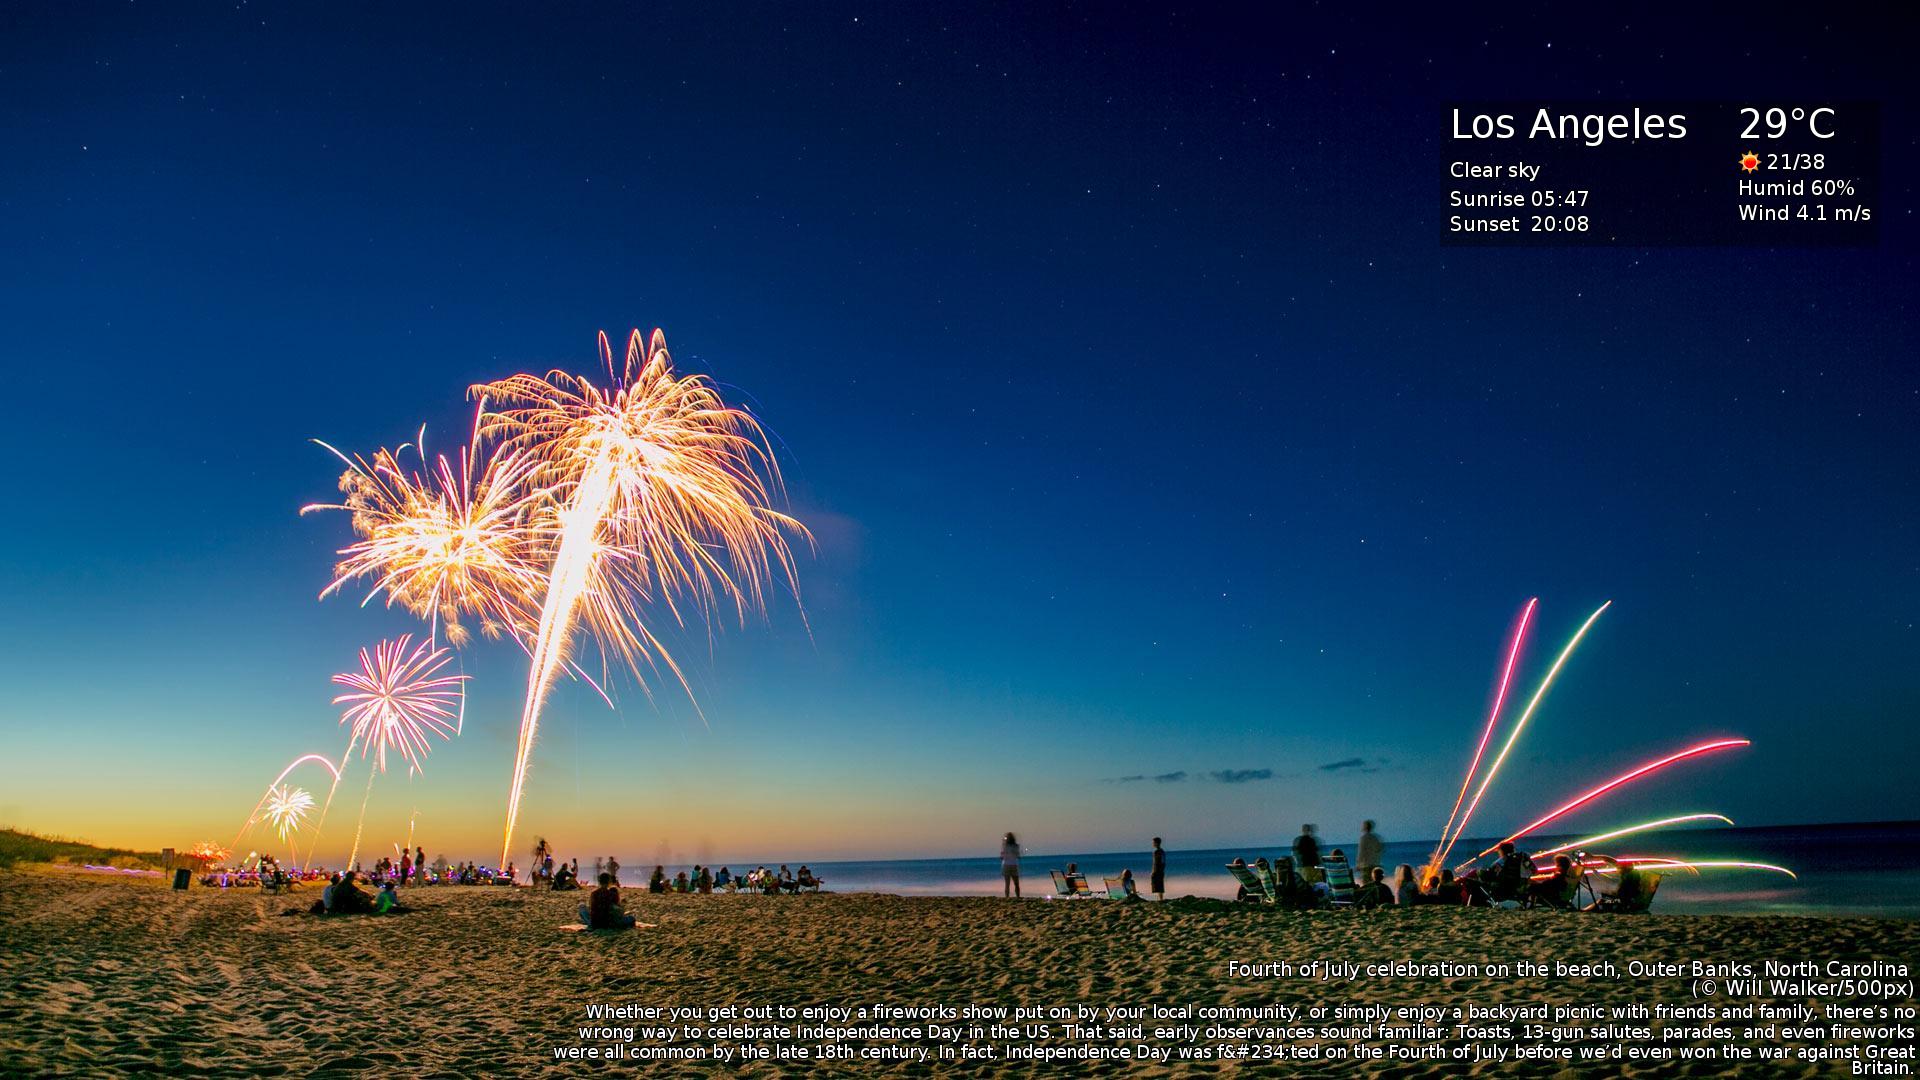 Los Angeles 29°C
Clear sky 21/38
Sunrise 05:47 Humid 60%
Sunset 20:08 Wind 4.1 m/s
Fourth of July celebration on the beach, Outer Banks, North Carolina
(© Will Walker/500px)
Whether you get out to enjoy a fireworks show put on by your local community, or simply enjoy a backyard picnic with friends and family, there’s no
wrong way to celebrate Independence Day in the US. That said, early observances sound familiar: Toasts, 13-gun salutes, parades, and even fireworks
were all common by the late 18th century. In fact, Independence Day was f&#234;ted on the Fourth of July before we’d even won the war against Great
Britain.